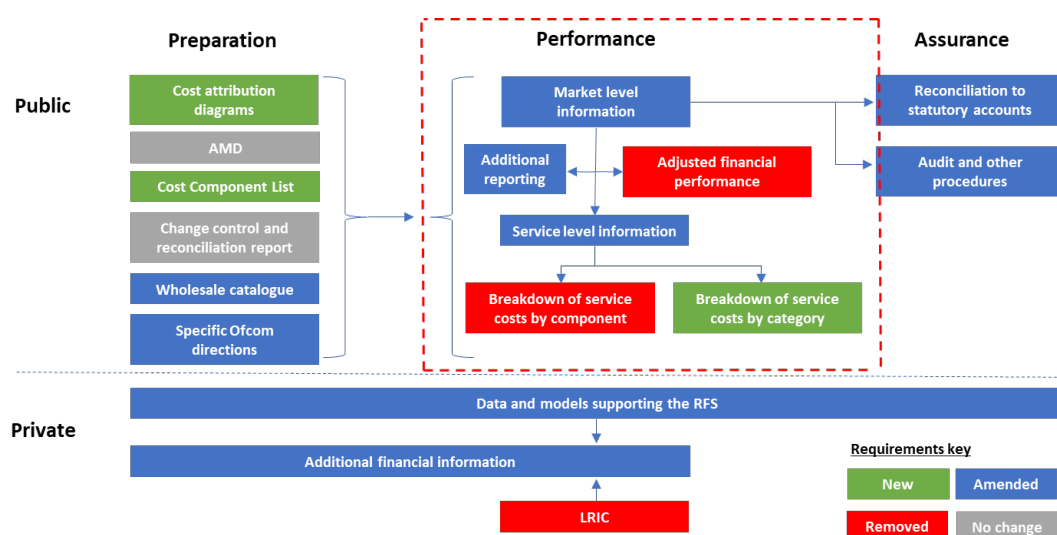 Preparation
Performance
Assurance
Public
Cost attribution
diagrams
AMD
Cost Component List
Change control and
reconciliation report
Wholesale catalogue
Specific Ofcom
directions
Market level
information
Additional
reporting
Adjusted financial
performance
Service level information
Breakdown of service
costs by component
Breakdown of service
costs by category
Reconciliation to
statutory accounts
Audit and other
procedures
Private
Data and models supporting the RFS
Additional financial information
LRIC
Requirements key
New
Amended
Removed
No change